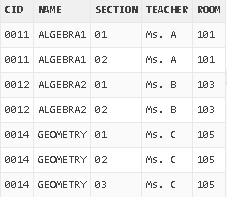 CID NAME SECTION TEACHER ROOM
0011 ALGEBRA1 01 Ms. A 101
0011 ALGEBRA1 02 Ms. A 101
0012 ALGEBRA2 01 Ms. B 103
0012 ALGEBRA2 02 Ms. B 103
0014 GEOMETRY 01 Ms. C 105
0014 GEOMETRY 02 Ms. C 105
0014 GEOMETRY 03 Ms. C 105